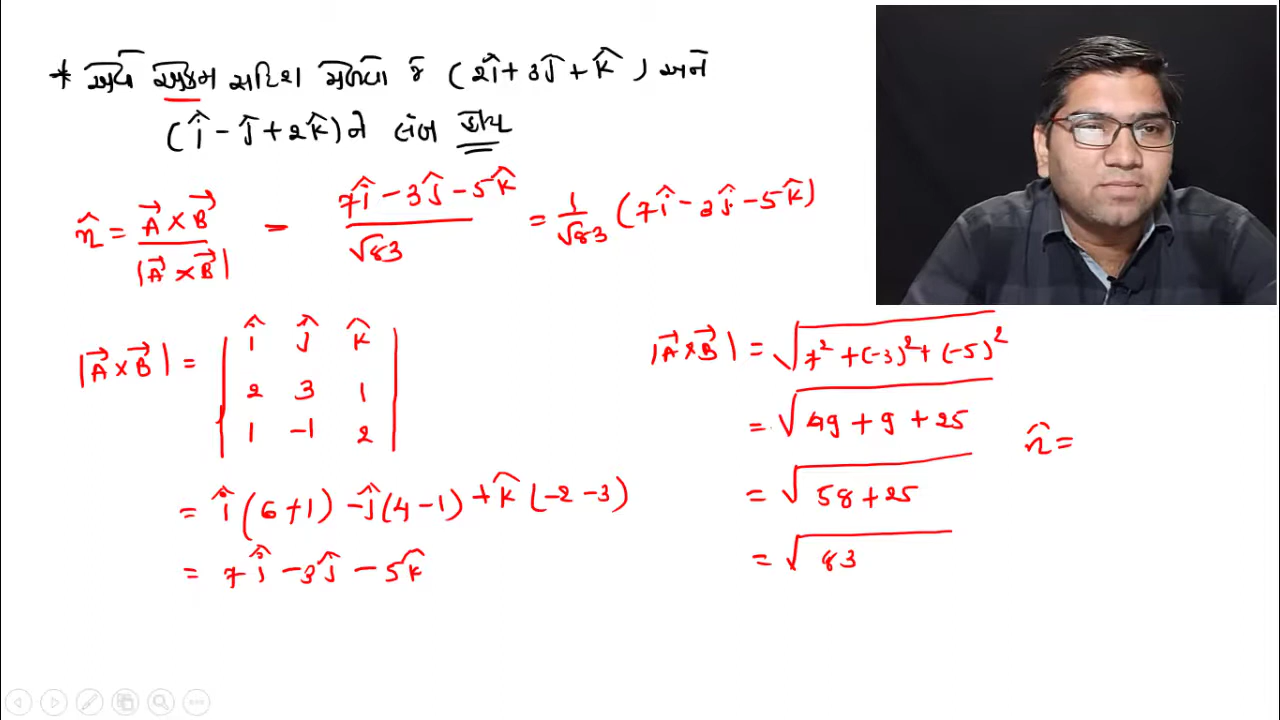 * એવો એકમ સદિશ મેળવો કે (2î + 3ĵ + k̂) અને
(î - ĵ + 2k̂) ને લંબ હોય
n̂ = A⃗ × B⃗ / |A⃗ × B⃗| - 7î - 3ĵ - 5k̂ / √83 = 1/√83 (7î - 3ĵ - 5k̂)
|A⃗ × B⃗| = | î ĵ k̂
2 3 1
1 -1 2 |
= î(6+1) - ĵ(4-1) + k̂(-2-3)
= 7î - 3ĵ - 5k̂
|A⃗ × B⃗| = √7² + (-3)² + (-5)²
= √49 + 9 + 25
= √58 + 25
= √83
n̂ =